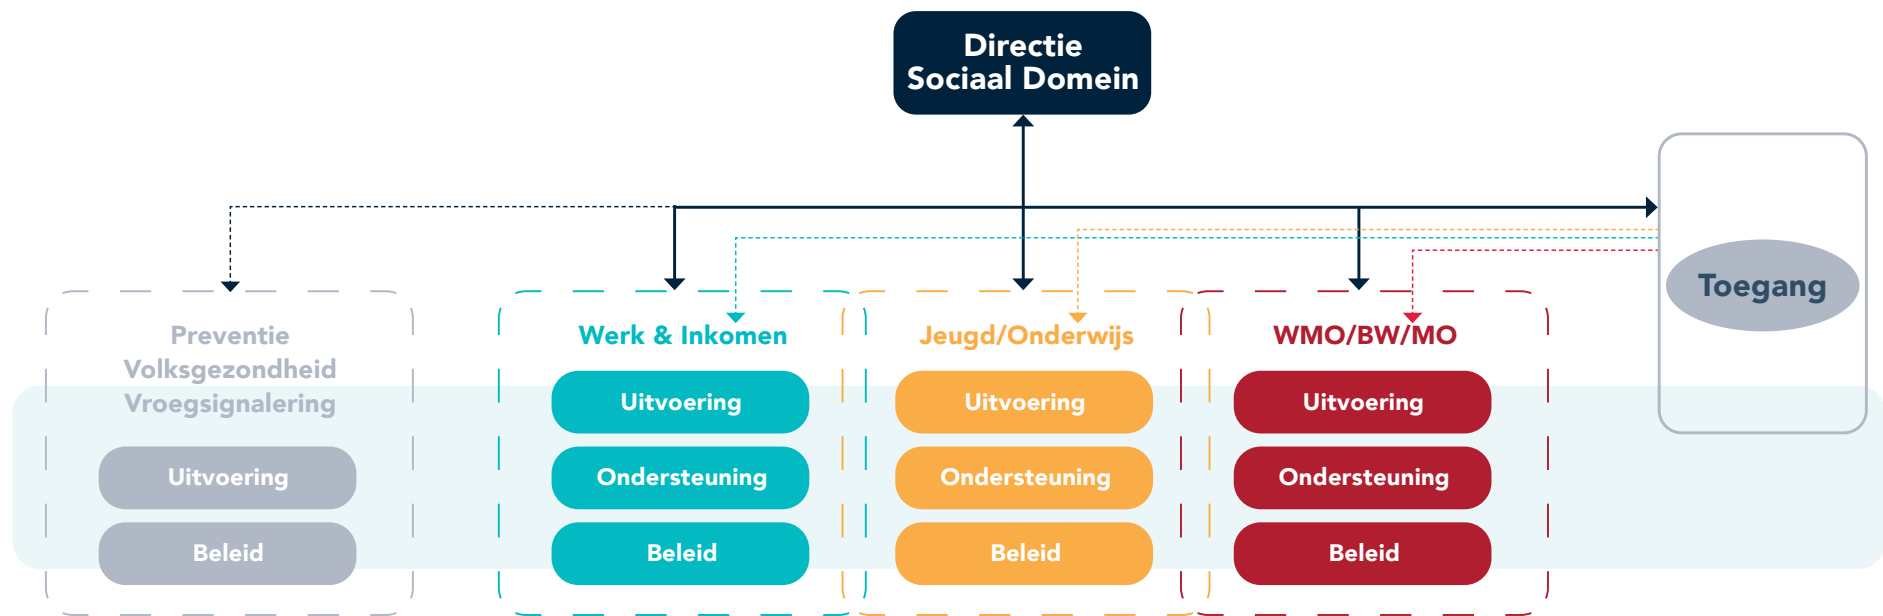 Directie
Sociaal Domein
Toegang
Preventie
Volksgezondheid
Vroegsignalering
Uitvoering
Beleid
Werk & Inkomen
Uitvoering
Ondersteuning
Beleid
Jeugd/Onderwijs
Uitvoering
Ondersteuning
Beleid
WMO/BW/MO
Uitvoering
Ondersteuning
Beleid